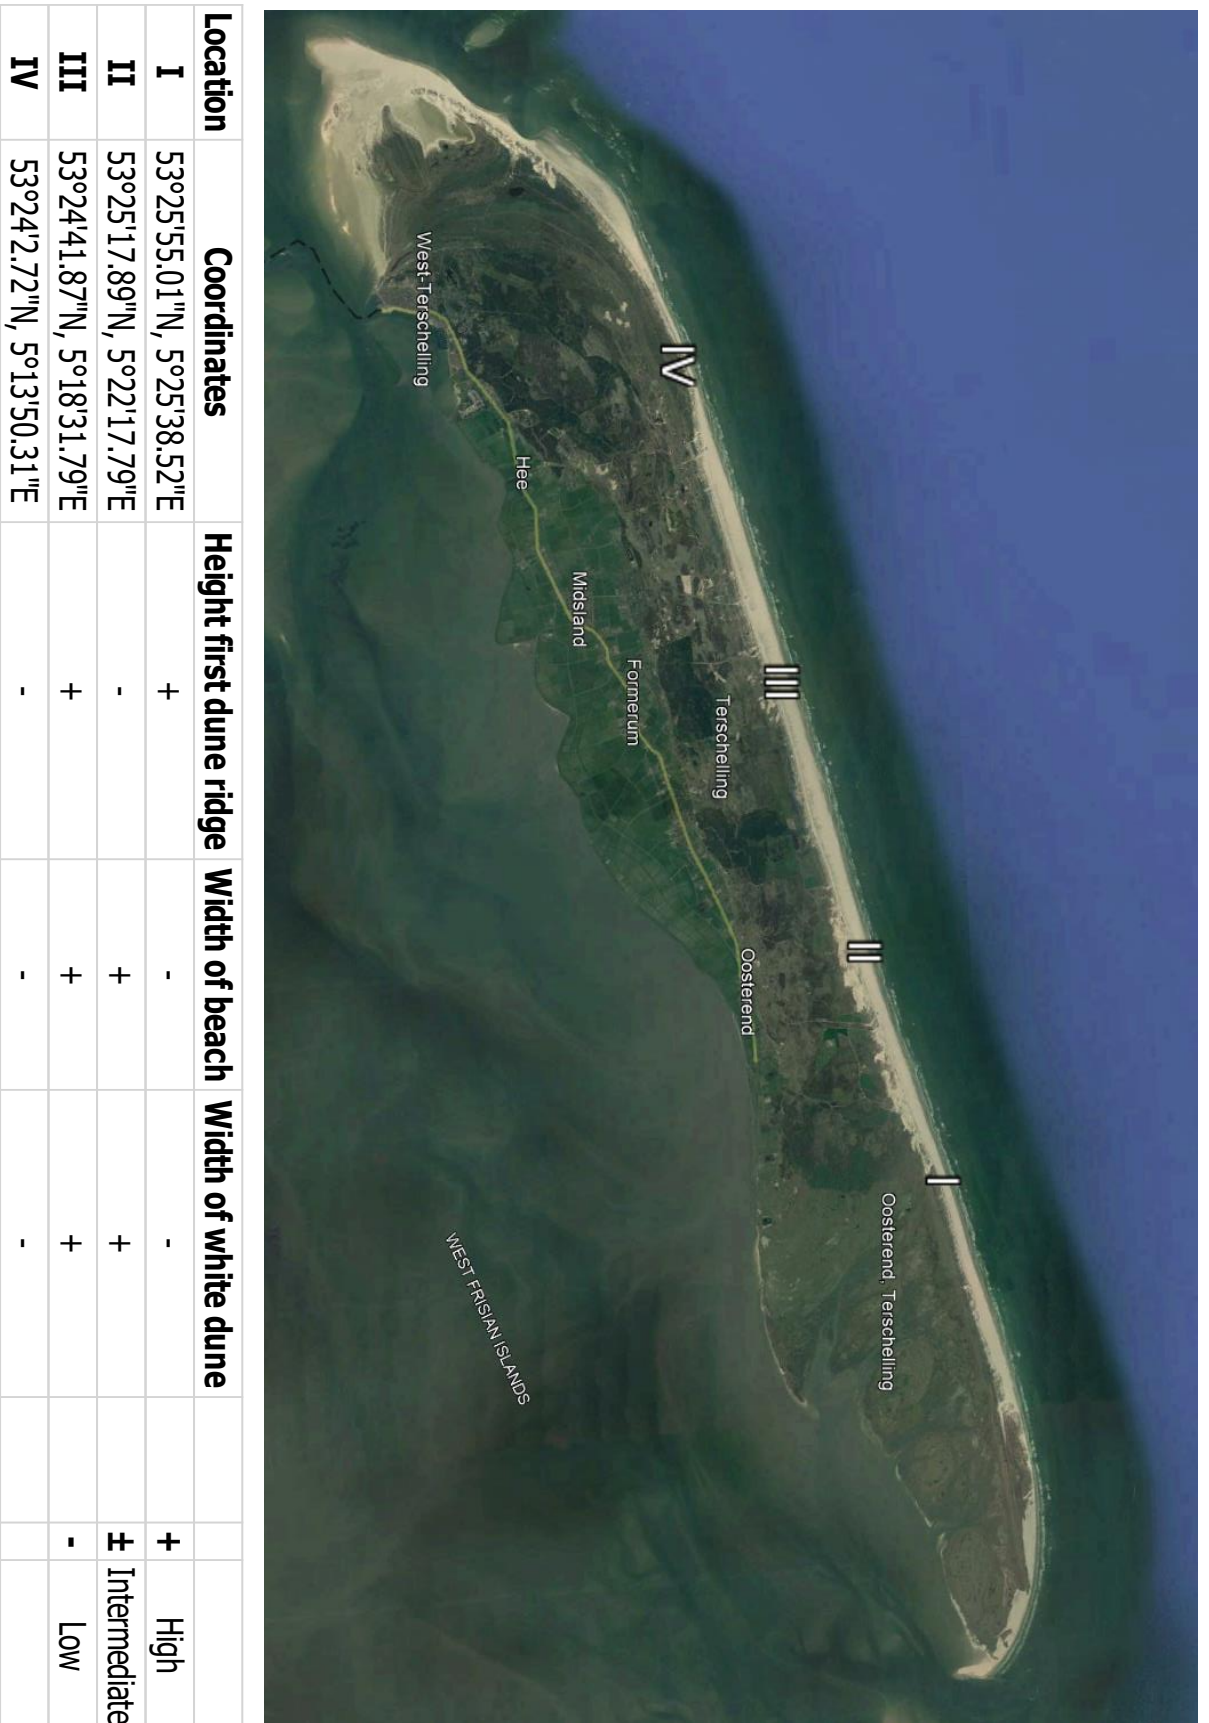 IV
III
II
I
West-Terschelling
Hee
Midsland
Formerum
Terschelling
Oosterend
Oosterend, Terschelling
WEST FRISIAN ISLANDS
Location Coordinates Height first dune ridge Width of beach Width of white dune
I 53°25'55.01"N, 5°25'38.52"E + - - + High
II 53°25'17.89"N, 5°22'17.79"E - + + ± Intermediate
III 53°24'41.87"N, 5°18'31.79"E + + + - Low
IV 53°24'2.72"N, 5°13'50.31"E - - -